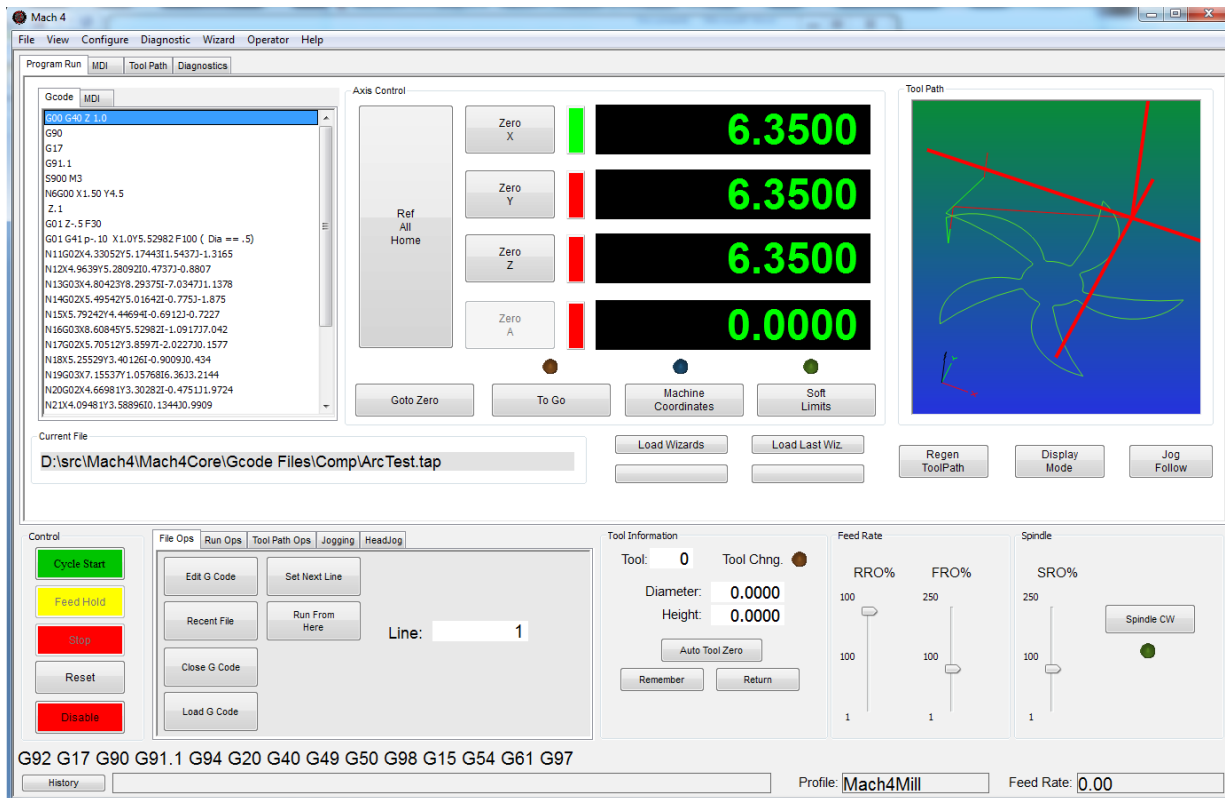 Mach 4
File View Configure Diagnostic Wizard Operator Help
Program Run MDI Tool Path Diagnostics
Gcode MDI
G00 G40 Z 1.0
G90
G17
G91.1
S900 M3
N6G00 X1.50 Y4.5
Z.1
G01 Z-.5 F30
G01 G41 p-.10 X1.0Y5.52982 F100 ( Dia == .5)
N11G02X4.33052Y5.17443I1.5437J-1.3165
N12X4.9639Y5.28092I0.4737J-0.8807
N13G03X4.80423Y8.29375I-7.0347J1.1378
N14G02X5.49542Y5.01642I-0.775J-1.875
N15X5.79242Y4.44694I-0.6912J-0.7227
N16G03X8.60845Y5.52982I-1.0917J7.042
N17G02X5.70512Y3.8597I-2.0227J0.1577
N18X5.25529Y3.40126I-0.9009J0.434
N19G03X7.15537Y1.05768I6.36J3.2144
N20G02X4.66981Y3.30282I-0.4751J1.9724
N21X4.09481Y3.58896I0.1344J0.9909
Axis Control
Ref
All
Home
Zero
X
6.3500
Zero
Y
6.3500
Zero
Z
6.3500
Zero
A
0.0000
Goto Zero
To Go
Machine
Coordinates
Soft
Limits
Tool Path
Current File
D:\src\Mach4\Mach4Core\Gcode Files\Comp\ArcTest.tap
Load Wizards
Load Last Wiz.
Regen
ToolPath
Display
Mode
Jog
Follow
Control
Cycle Start
Feed Hold
Stop
Reset
Disable
File Ops Run Ops Tool Path Ops Jogging HeadJog
Edit G Code
Set Next Line
Recent File
Run From
Here
Line: 1
Close G Code
Load G Code
Tool Information
Tool: 0 Tool Chng.
Diameter: 0.0000
Height: 0.0000
Auto Tool Zero
Remember
Return
Feed Rate
RRO% FRO%
100 250
100 100
1 1
Spindle
SRO%
250
100
1
Spindle CW
G92 G17 G90 G91.1 G94 G20 G40 G49 G50 G98 G15 G54 G61 G97
History
Profile: Mach4Mill
Feed Rate: 0.00